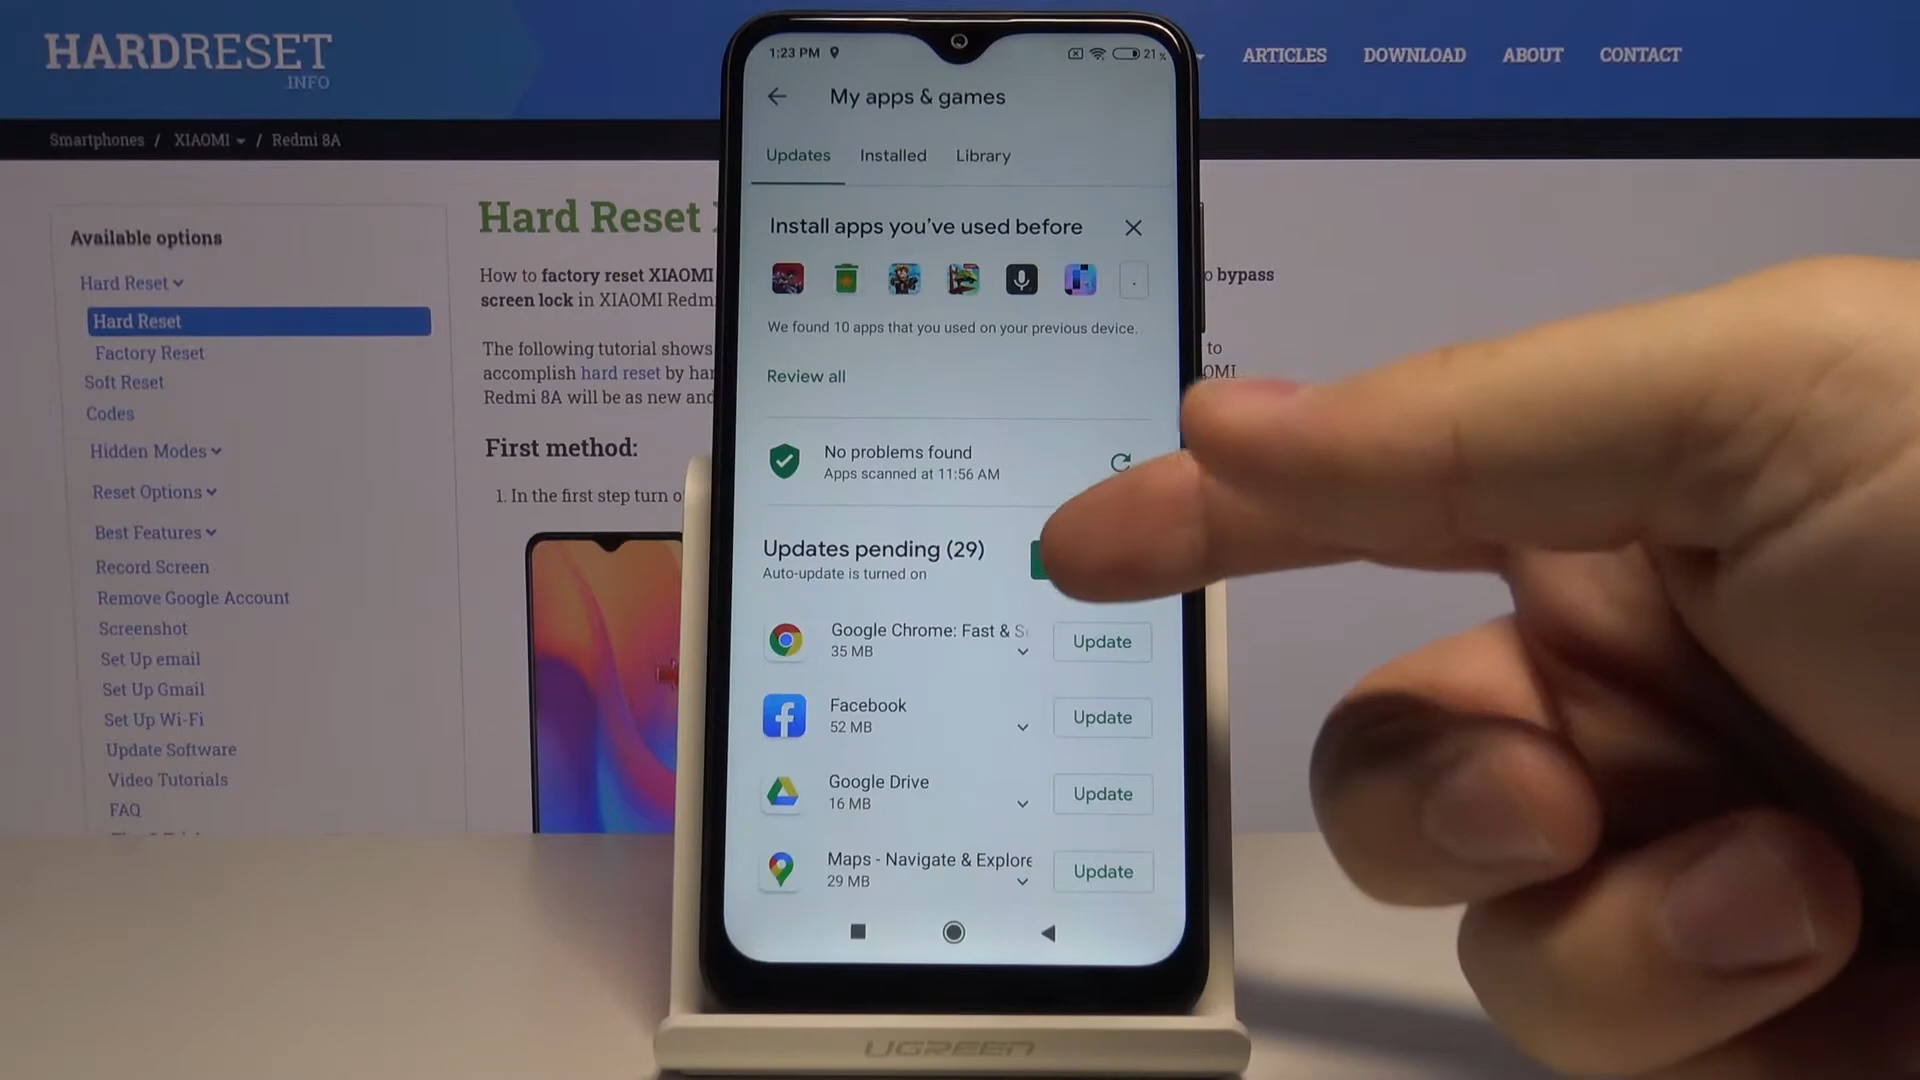 HARDRESET
.INFO
ARTICLES
DOWNLOAD
ABOUT
CONTACT
Smartphones / XIAOMI / Redmi 8A
Available options
Hard Reset
Hard Reset
Factory Reset
Soft Reset
Codes
Hidden Modes
Reset Options
Best Features
Record Screen
Remove Google Account
Screenshot
Set Up email
Set Up Gmail
Set Up Wi-Fi
Update Software
Video Tutorials
FAQ
Hard Reset
How to factory reset XIAOMI
bypass
screen lock in XIAOMI
The following tutorial shows
to
accomplish hard reset by
Redmi 8A will be as new and
First method:
1. In the first step turn
1:23 PM
21%
My apps & games
Updates
Installed
Library
Install apps you've used before
We found 10 apps that you used on your previous device.
Review all
No problems found
Apps scanned at 11:56 AM
Updates pending (29)
Auto-update is turned on
Google Chrome: Fast &
35 MB
Update
Facebook
52 MB
Update
Google Drive
16 MB
Update
Maps - Navigate & Explore
29 MB
Update
UGREEN